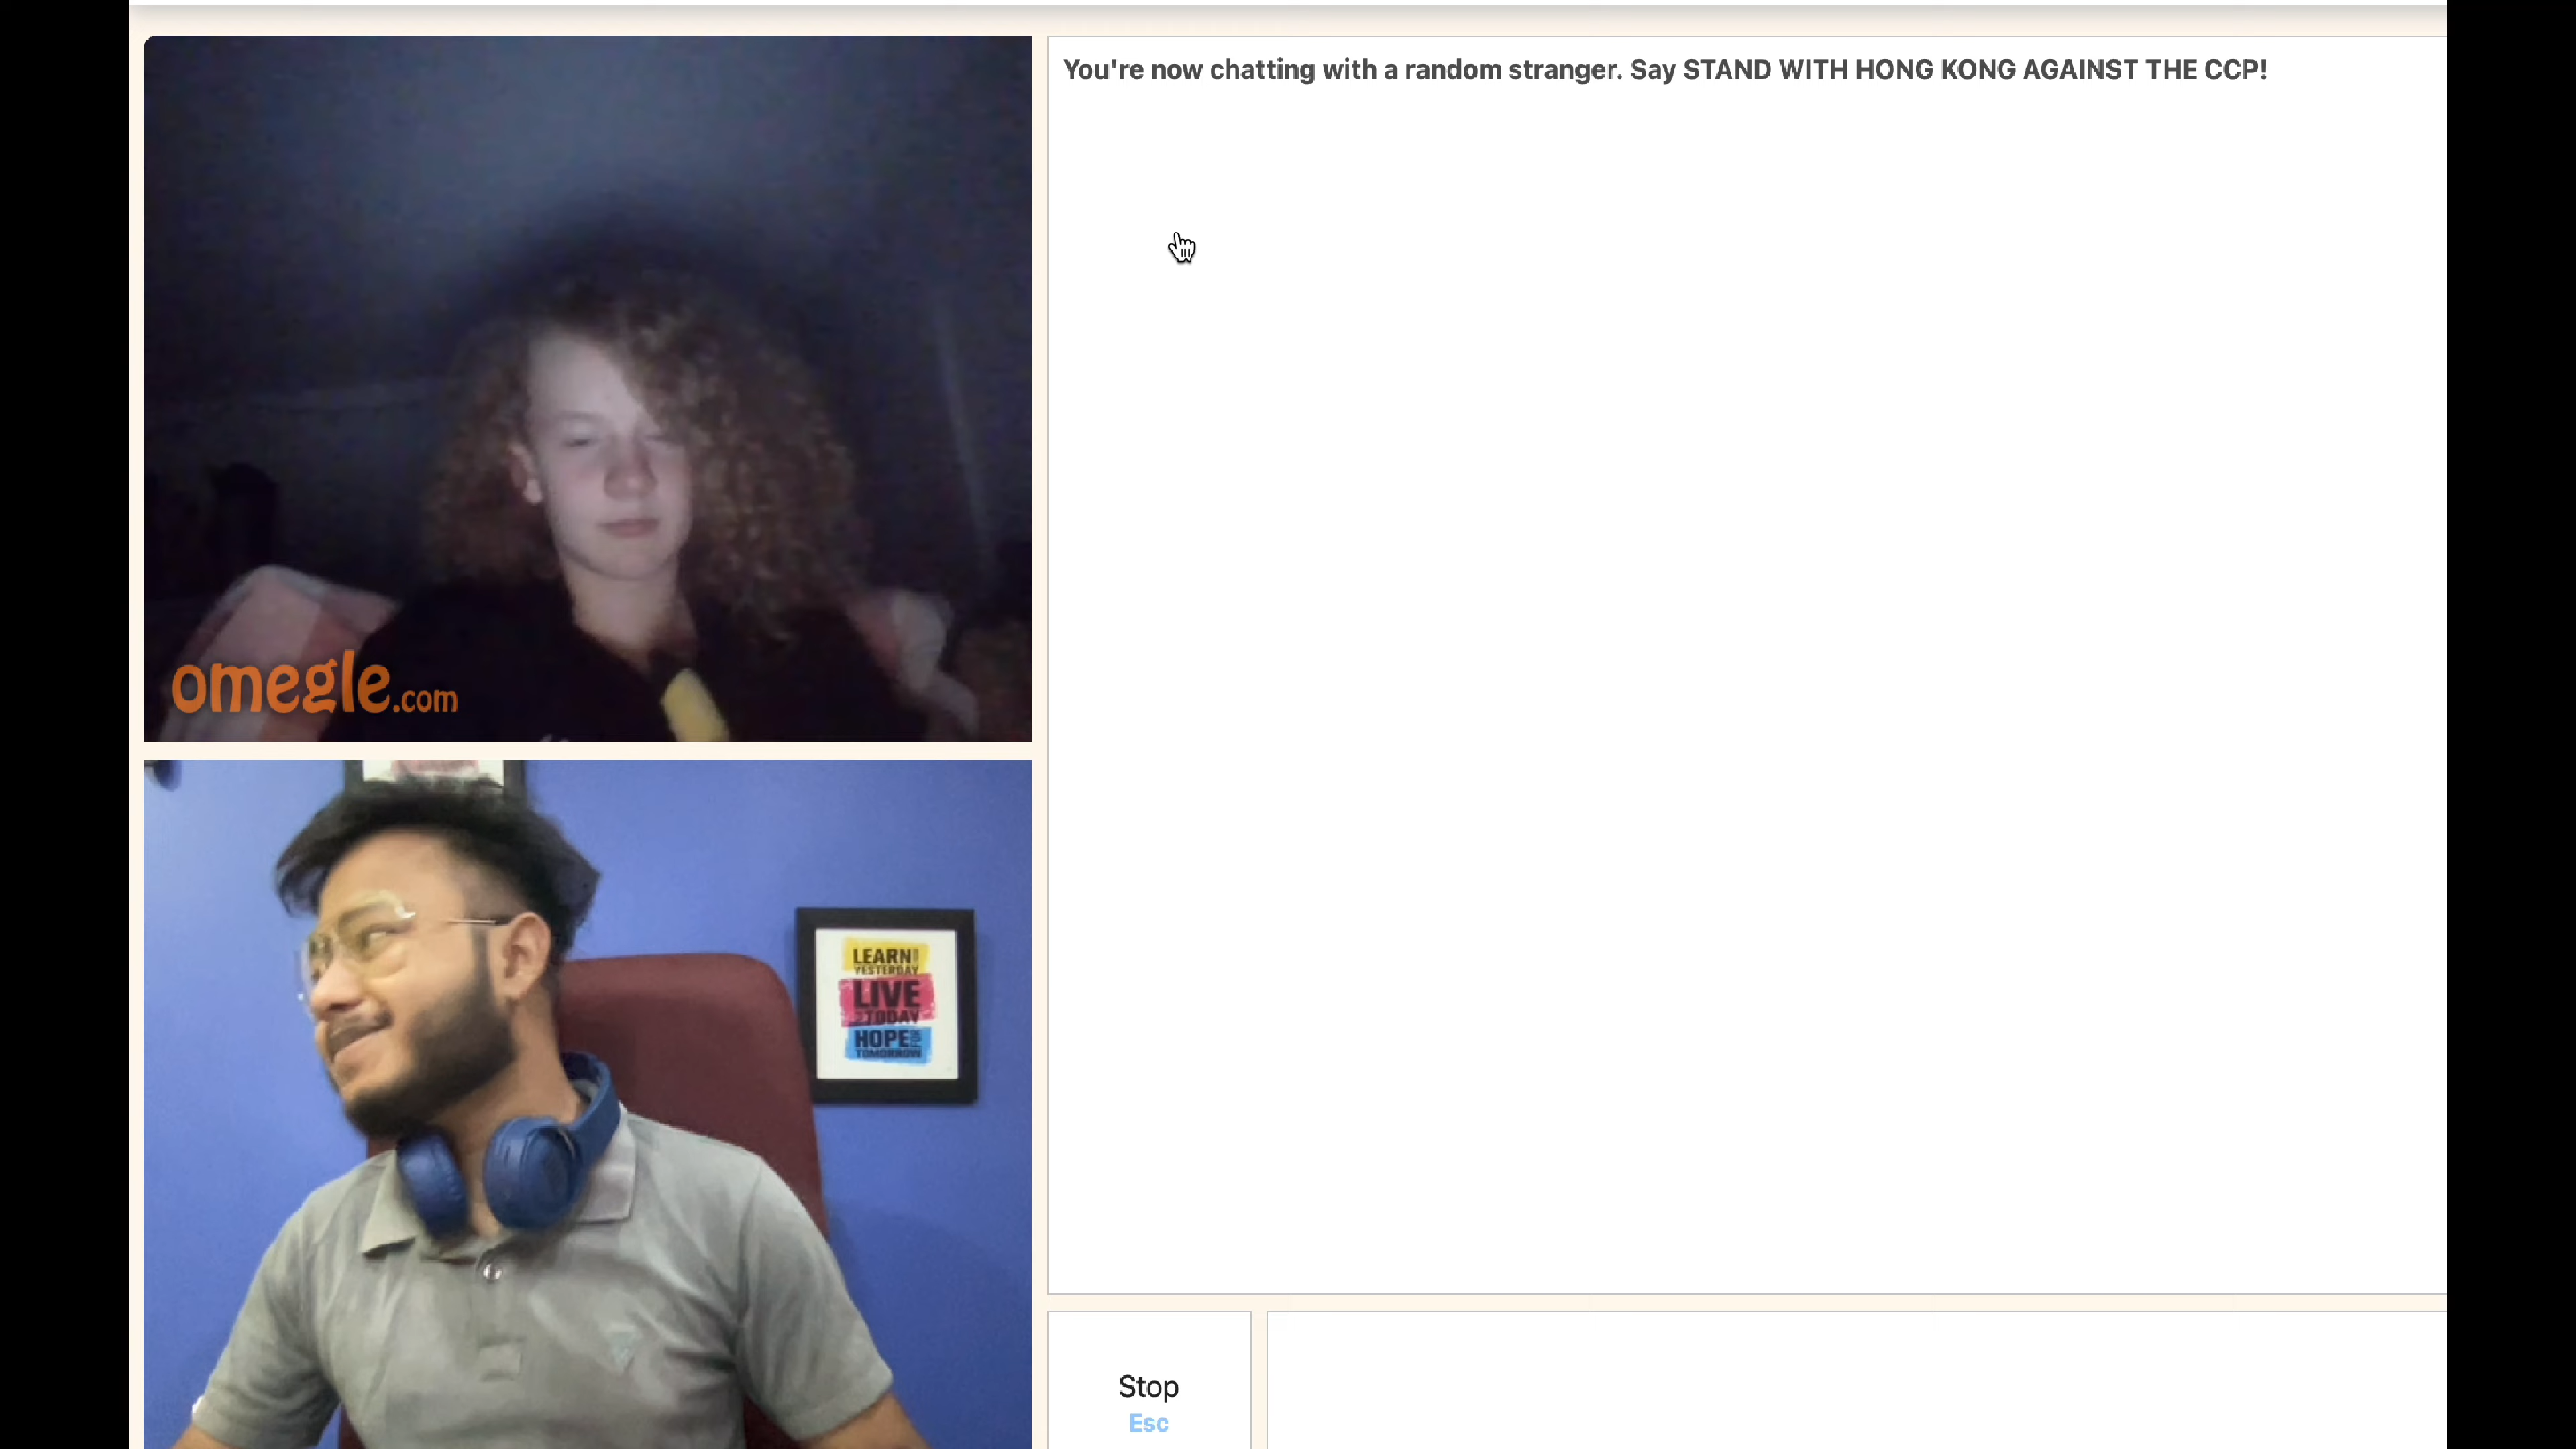 You're now chatting with a random stranger. Say STAND WITH HONG KONG AGAINST THE CCP!
omegle.com
LEARN
YESTERDAY
LIVE
TODAY
HOPE FOR
TOMORROW
Stop
Esc